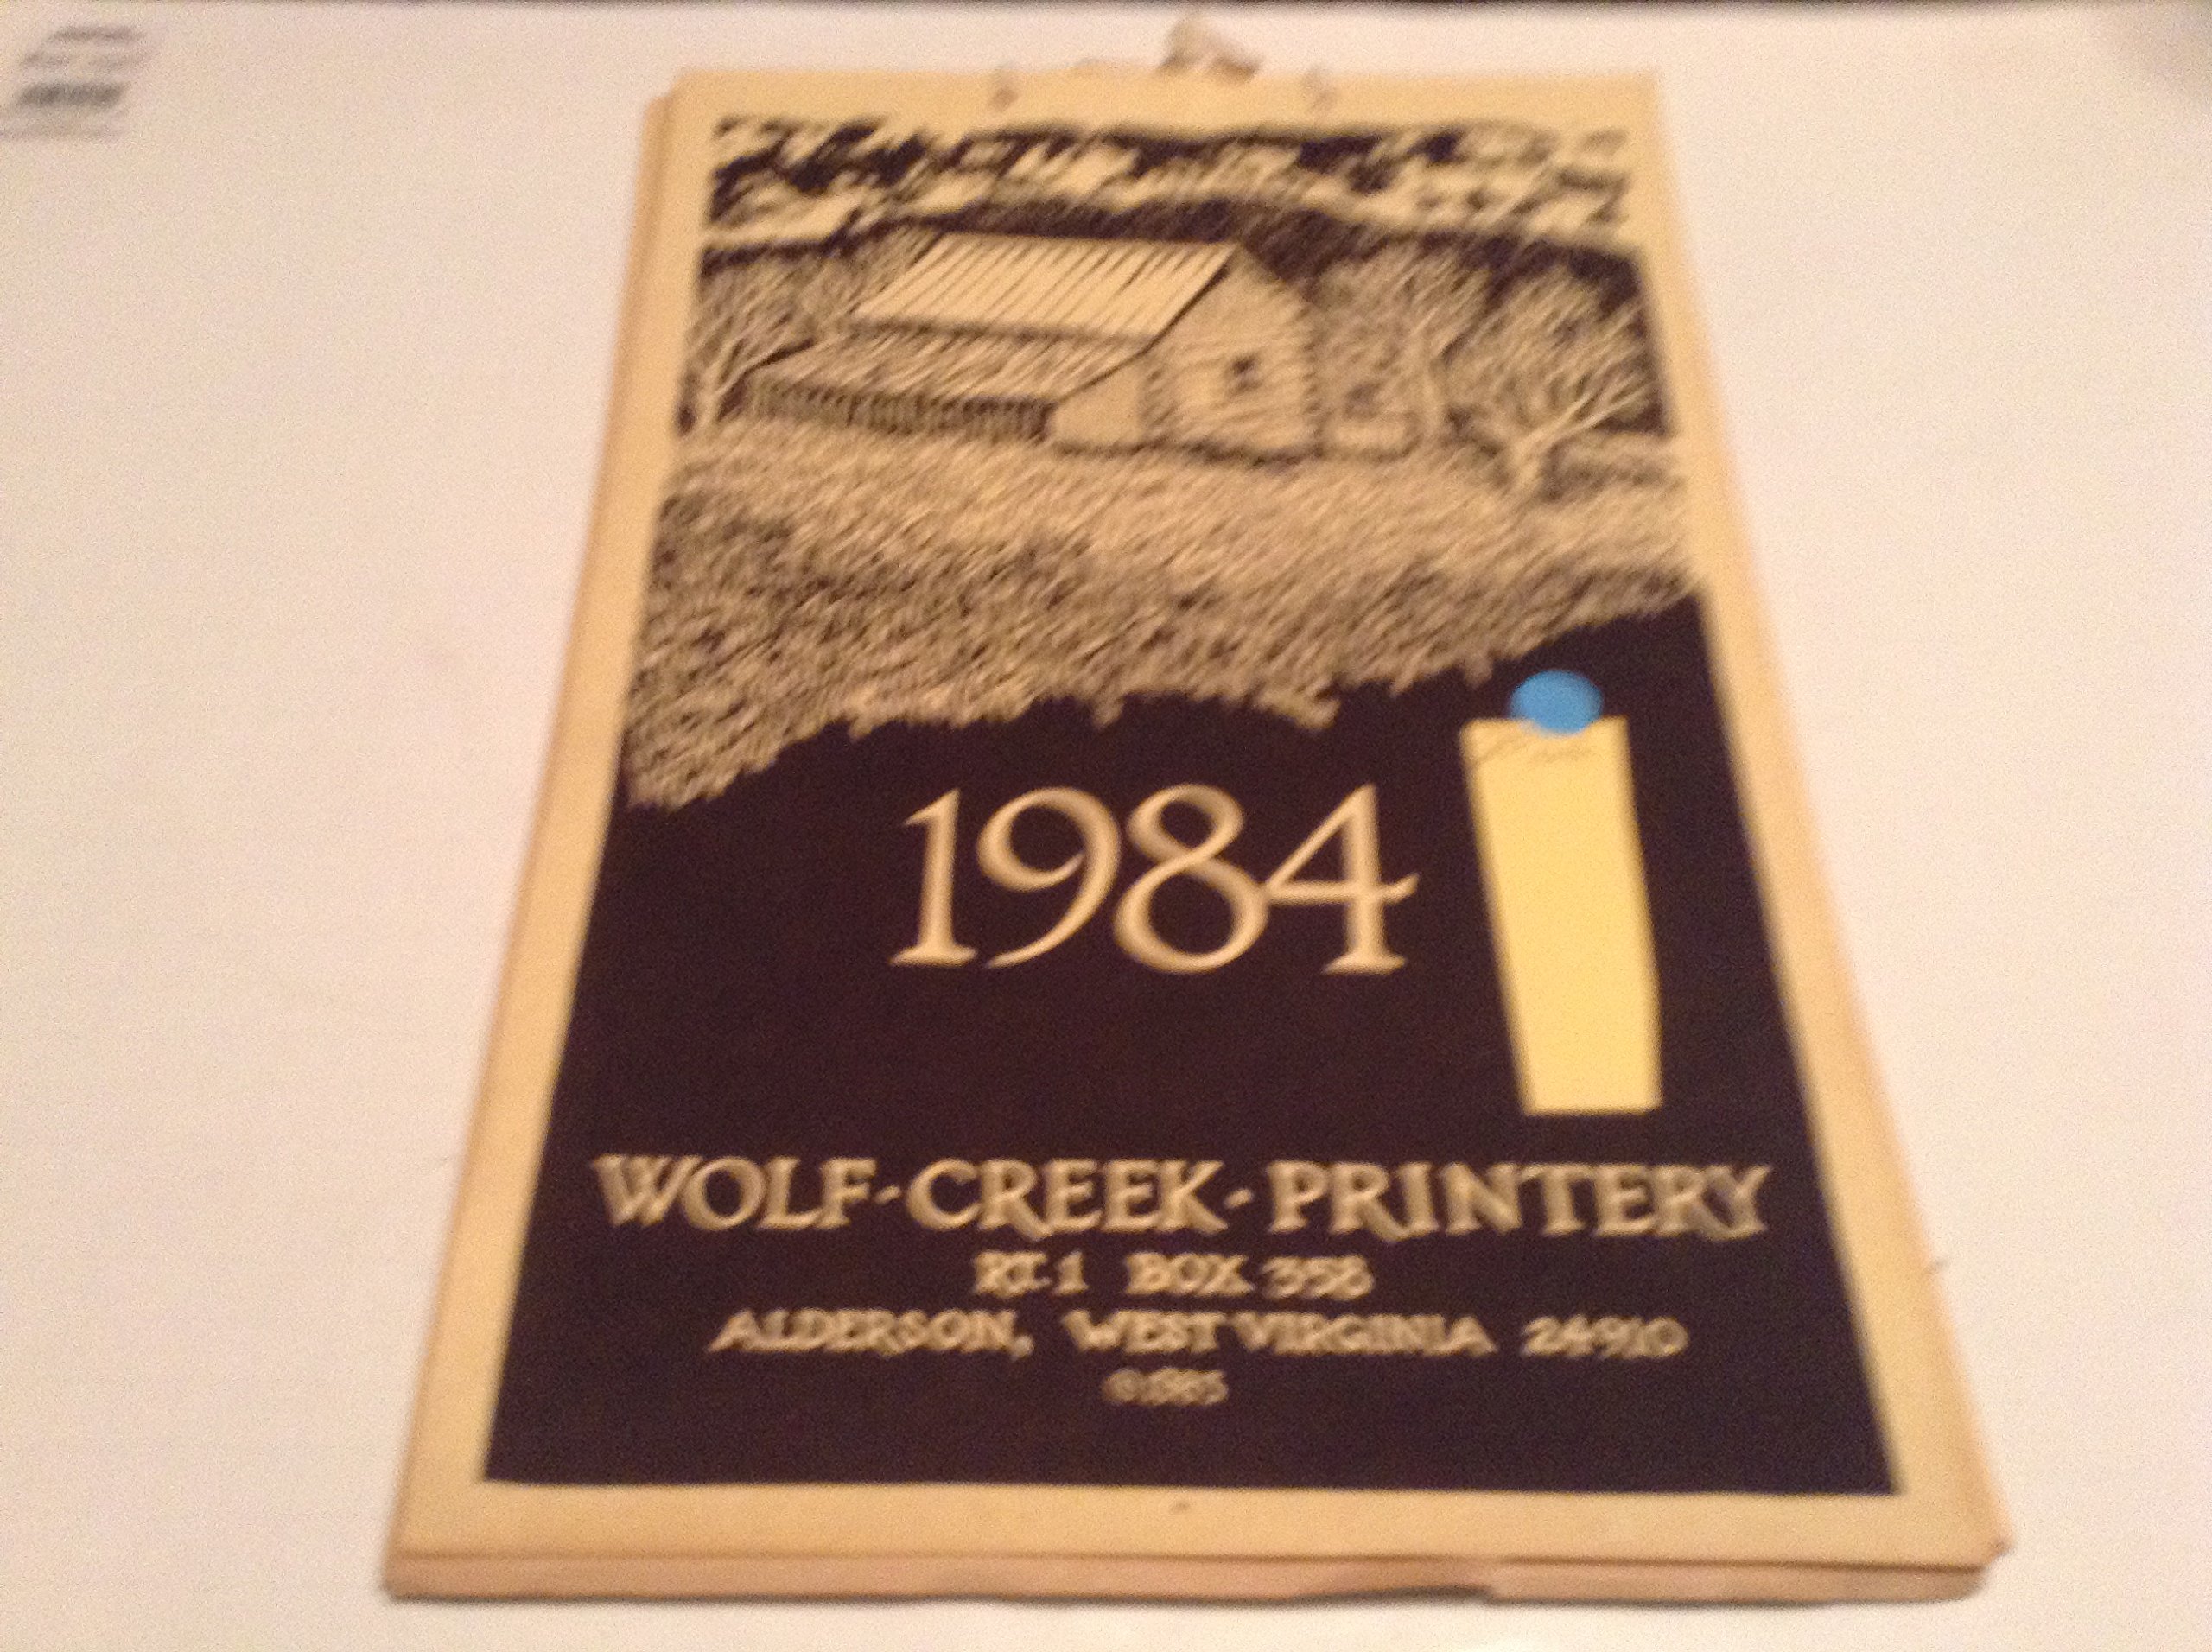 1984
WOLF-CREEK-PRINTERY
RT. 1 BOX 358
ALDERSON, WEST VIRGINIA 24910